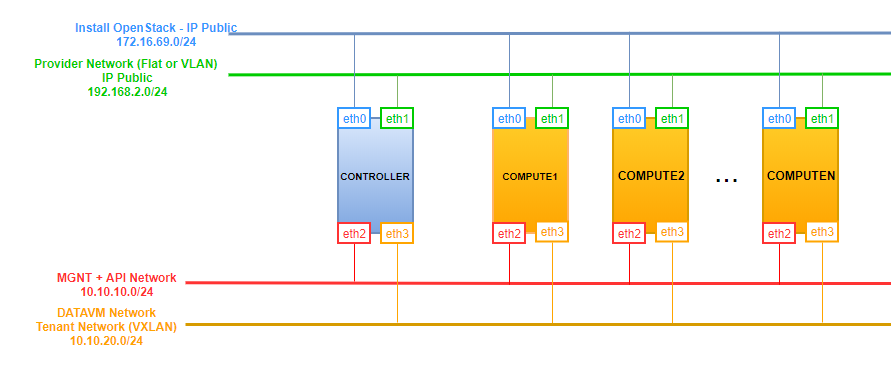 Install OpenStack - IP Public
172.16.69.0/24
Provider Network (Flat or VLAN)
IP Public
192.168.2.0/24
eth0 eth1 eth0 eth1 eth0 eth1 eth0 eth1
CONTROLLER COMPUTE1 COMPUTE2 ... COMPUTEN
eth2 eth3 eth2 eth3 eth2 eth3 eth2 eth3
MGNT + API Network
10.10.10.0/24
DATAVM Network
Tenant Network (VXLAN)
10.10.20.0/24